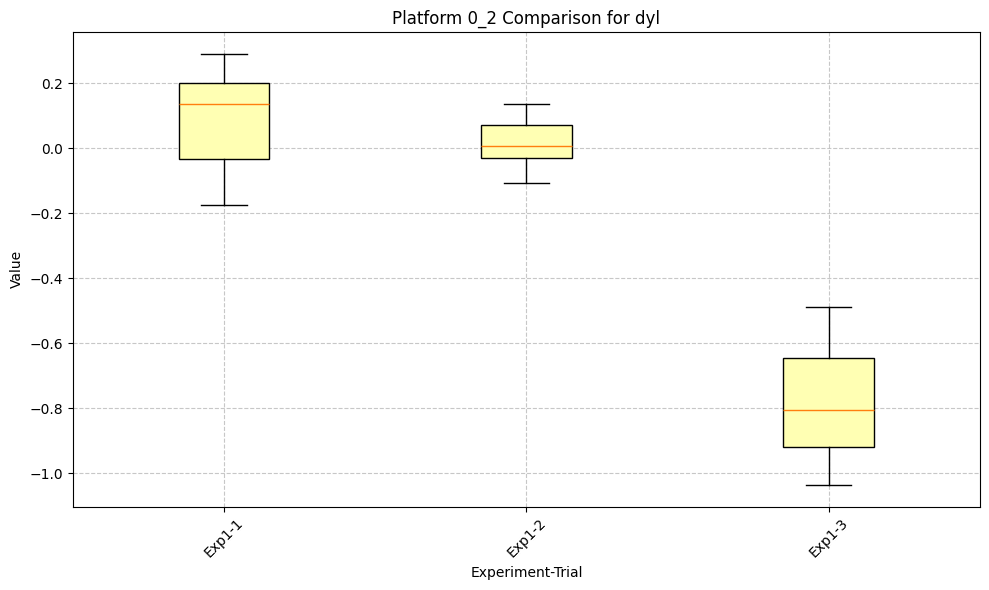 Platform 0_2 Comparison for dyl
Value
0.2
0.0
−0.2
−0.4
−0.6
−0.8
−1.0
Exp1-1
Exp1-2
Exp1-3
Experiment-Trial